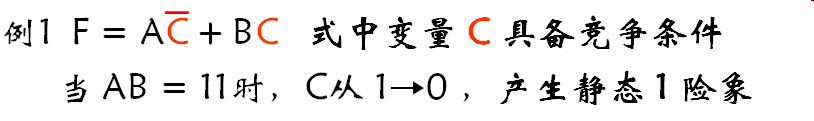 例1 F = AC̅ + BC 式中变量 C 具备竞争条件
当 AB = 11时, C从 1→0 , 产生静态 1 险象